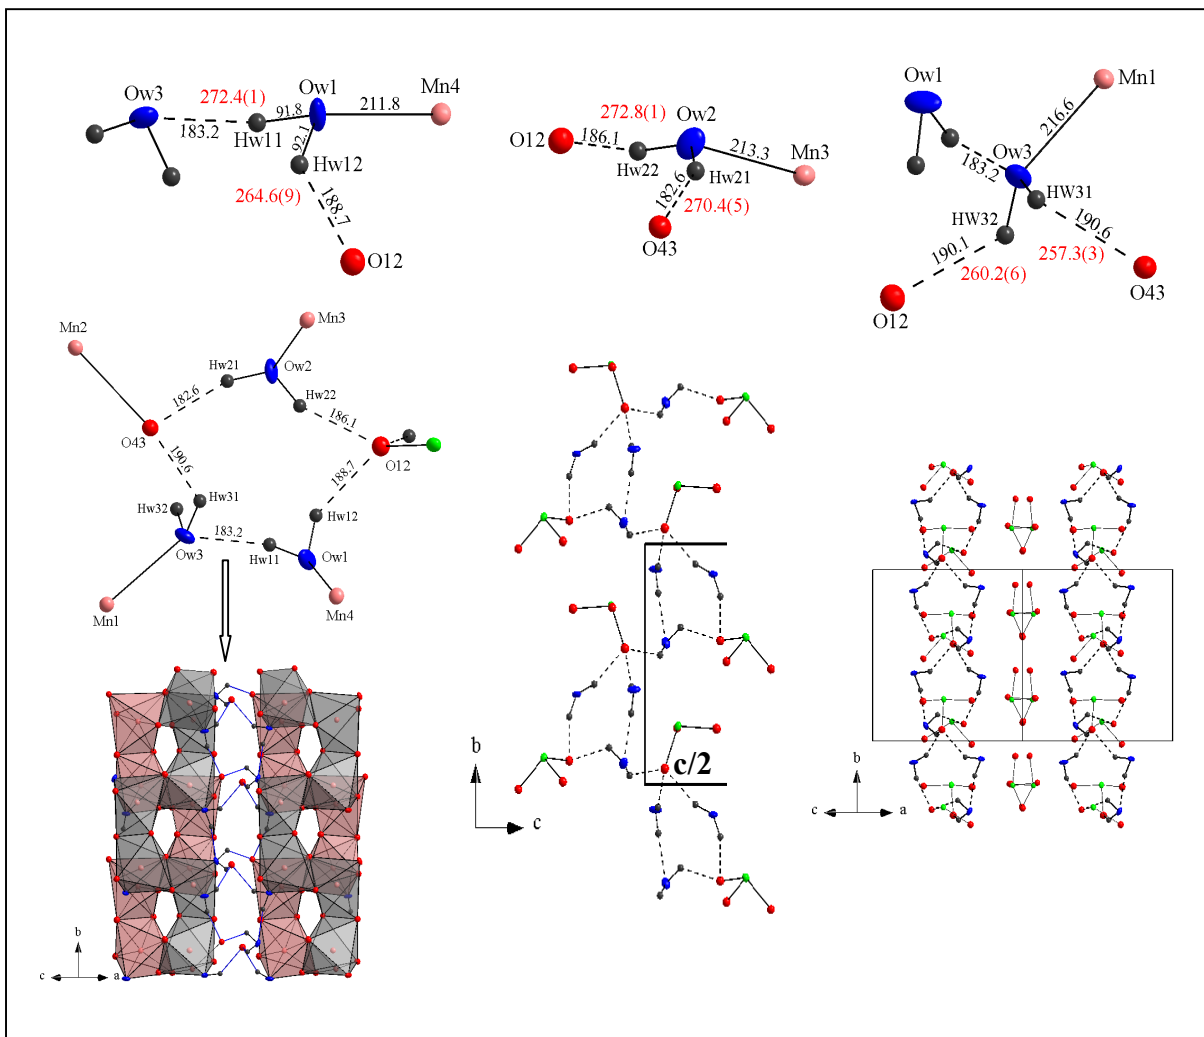 Ow3
272.4(1)
Ow1
91.8
211.8
Mn4
183.2
Hw11
92.1
Hw12
264.6(9)
188.7
O12
272.8(1)
Ow2
O12
186.1
Hw22
213.3
Mn3
182.6
Hw21
270.4(5)
O43
Ow1
Mn1
216.6
183.2
Ow3
HW31
HW32
190.6
190.1
257.3(3)
260.2(6)
O43
O12
Mn2
Mn3
Hw21
Ow2
182.6
Hw22
186.1
O43
O12
190.6
188.7
Hw31
Hw32
Hw12
183.2
Ow3
Hw11
Ow1
Mn1
Mn4
b
c
a
b
c
c/2
b
c
a